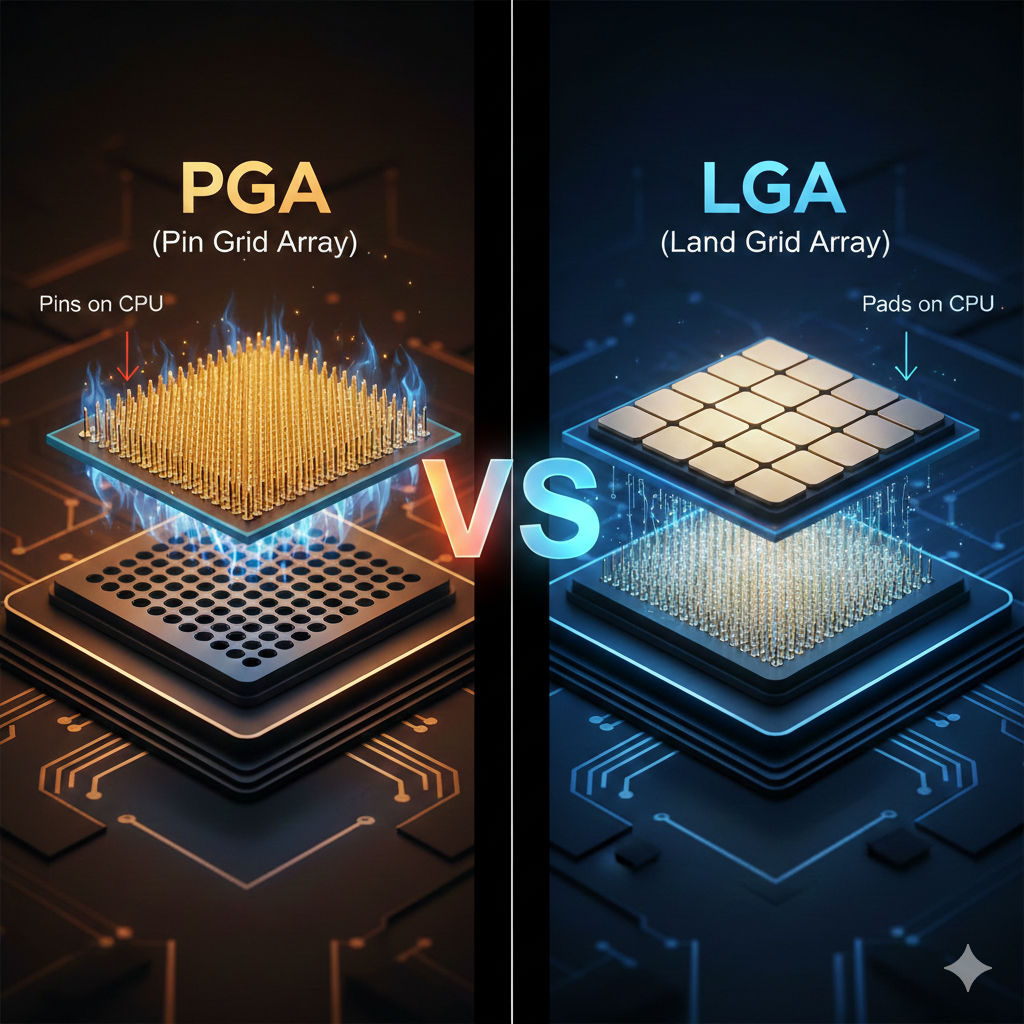 PGA
(Pin Grid Array)
Pins on CPU
VS
LGA
(Land Grid Array)
Pads on CPU